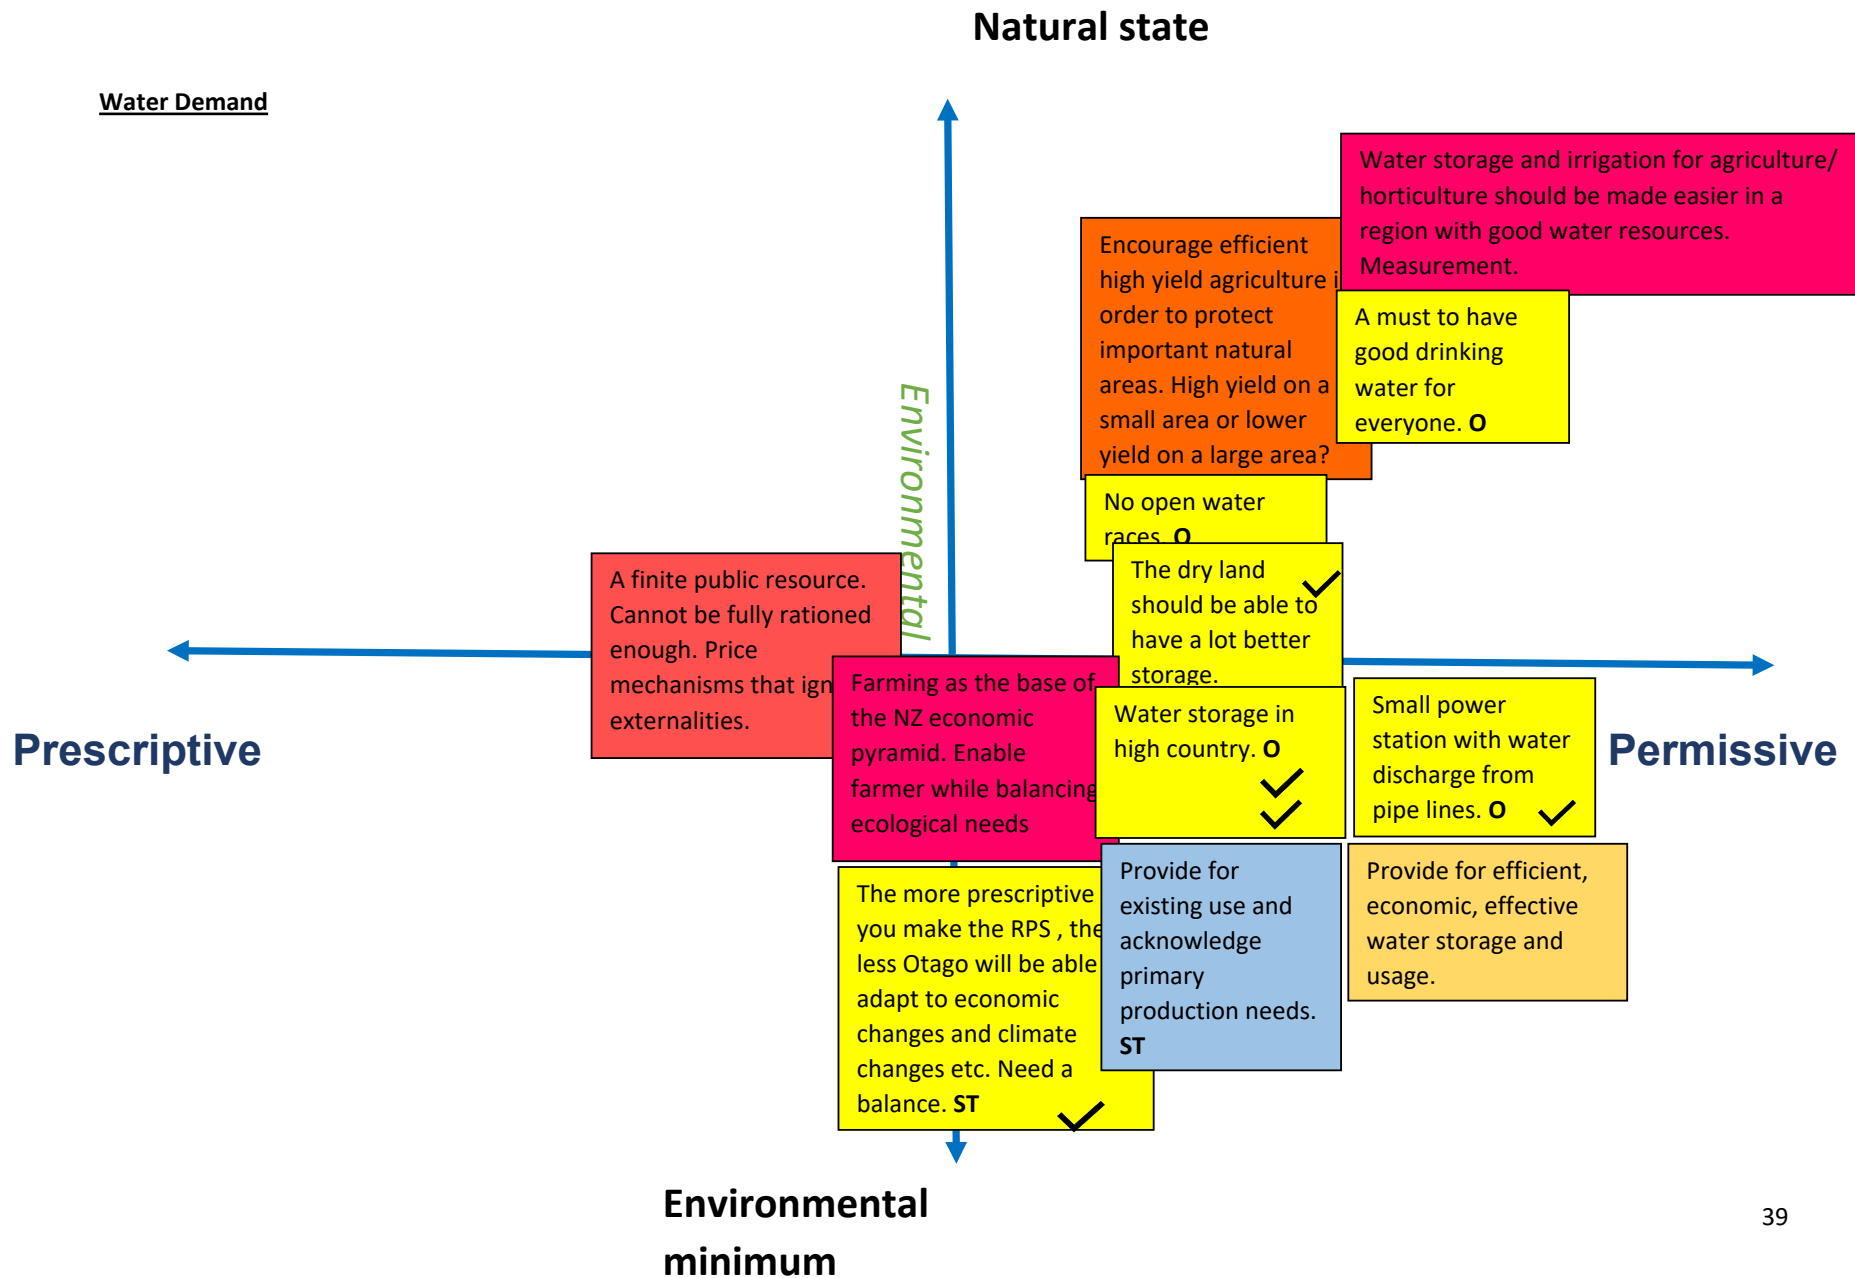 Natural state
Water Demand
Water storage and irrigation for agriculture/
horticulture should be made easier in a
region with good water resources.
Measurement.
Encourage efficient
high yield agriculture i
order to protect
important natural
areas. High yield on a
small area or lower
yield on a large area?
A must to have
good drinking
water for
everyone. O
Environmental
No open water
races. O
The dry land
should be able to
have a lot better
storage.
A finite public resource.
Cannot be fully rationed
enough. Price
mechanisms that ign
externalities.
Farming as the base of
the NZ economic
pyramid. Enable
farmer while balancing
ecological needs
Water storage in
high country. O
Small power
station with water
discharge from
pipe lines. O
Prescriptive
Permissive
The more prescriptive
you make the RPS , the
less Otago will be able
adapt to economic
changes and climate
changes etc. Need a
balance. ST
Provide for
existing use and
acknowledge
primary
production needs.
ST
Provide for efficient,
economic, effective
water storage and
usage.
Environmental
minimum
39